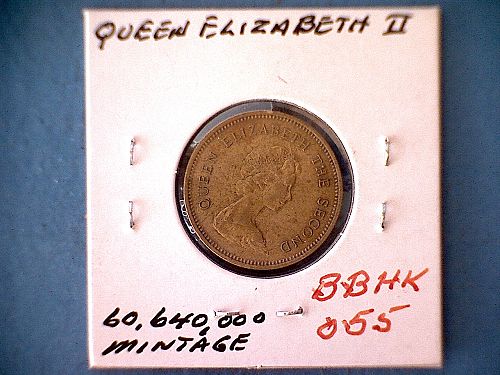 QUEEN ELIZABETH II
QUEEN ELIZABETH THE SECOND
60,640,000
MINTAGE
BBHK
055